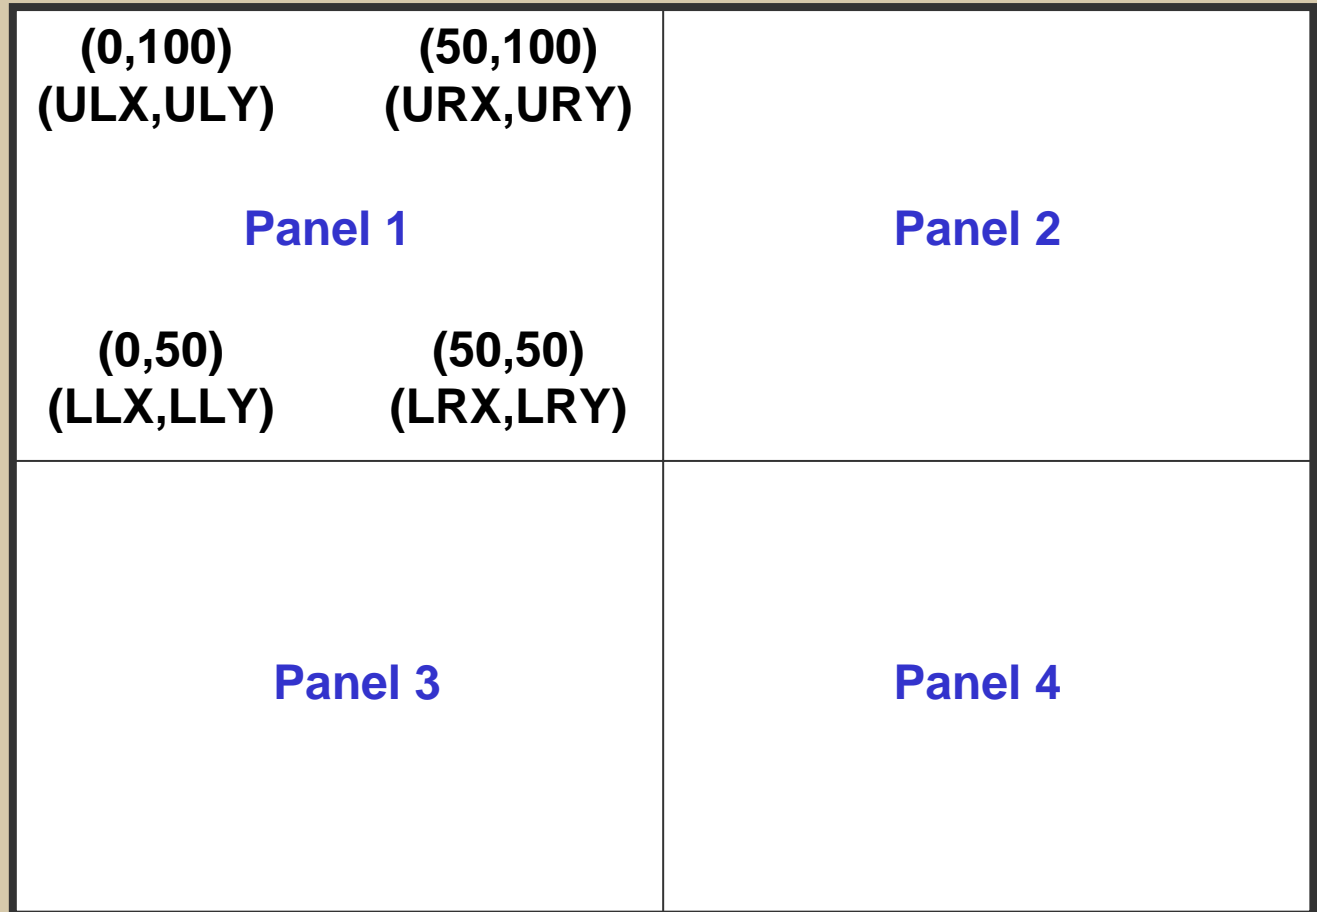 (0,100) (50,100)
(ULX,ULY) (URX,URY)
Panel 1
Panel 2
(0,50) (50,50)
(LLX,LLY) (LRX,LRY)
Panel 3
Panel 4